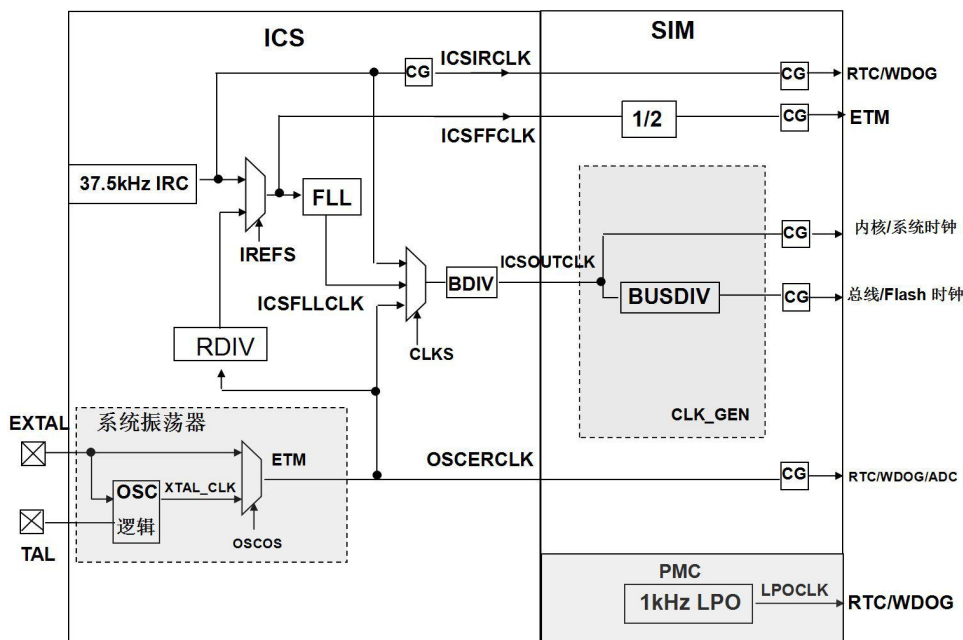 ICS
SIM
ICSIRCLK
CG
CG
RTC/WDOG
ICSFFCLK
1/2
CG
ETM
37.5kHz IRC
FLL
IREFS
内核/系统时钟
CG
ICSOUTCLK
BDIV
ICSFLLCLK
BUSDIV
CG
总线/Flash 时钟
RDIV
CLKS
CLK_GEN
EXTAL
系统振荡器
ETM
OSCERCLK
OSC
逻辑
XTAL_CLK
CG
RTC/WDOG/ADC
TAL
OSCOS
PMC
1kHz LPO
LPOCLK
RTC/WDOG